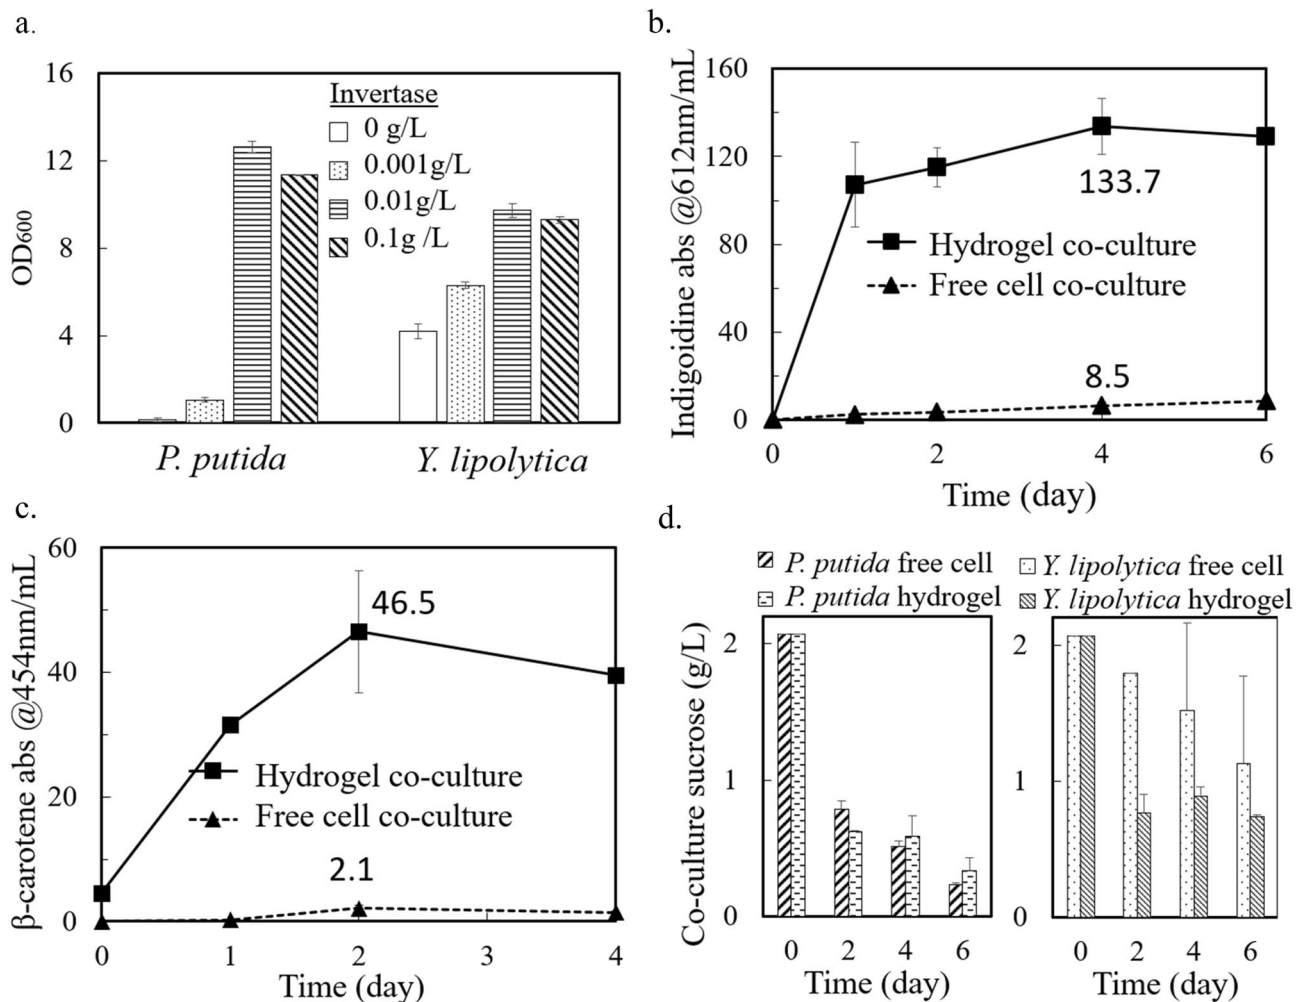 a.
16
12
8
4
0
OD600
Invertase
0 g/L
0.001g/L
0.01g/L
0.1g /L
P. putida
Y. lipolytica
b.
160
120
80
40
0
Indigoidine abs @612nm/mL
133.7
Hydrogel co-culture
Free cell co-culture
8.5
0 2 4 6
Time (day)
c.
60
40
20
0
β-carotene abs @454nm/mL
46.5
Hydrogel co-culture
Free cell co-culture
2.1
0 1 2 3 4
Time (day)
d.
P. putida free cell
P. putida hydrogel
Y. lipolytica free cell
Y. lipolytica hydrogel
Co-culture sucrose (g/L)
2
1
0
0 2 4 6
Time (day)
2
1
0
0 2 4 6
Time (day)